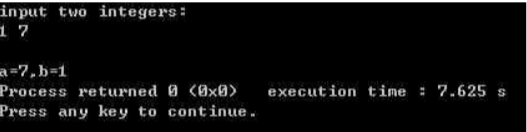 input two integers:
1 7
a=7,b=1
Process returned 0 (0x0)   execution time : 7.625 s
Press any key to continue.